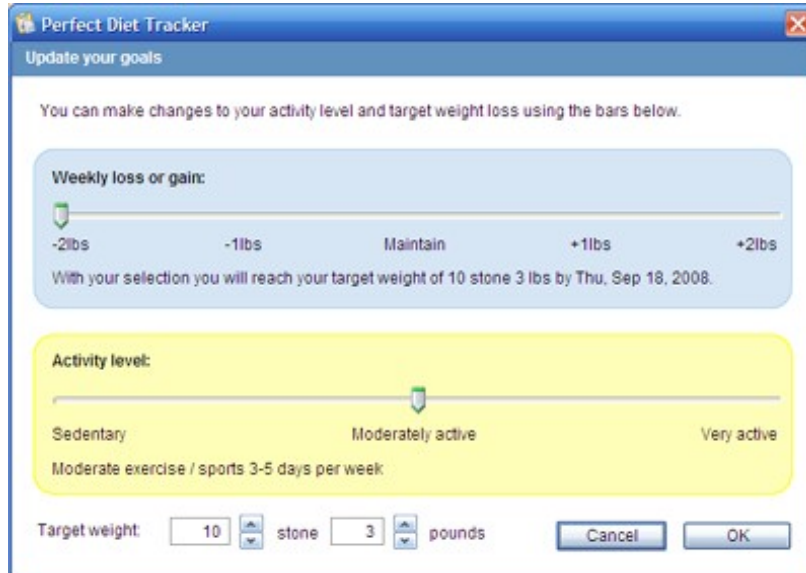 Perfect Diet Tracker
Update your goals
You can make changes to your activity level and target weight loss using the bars below.
Weekly loss or gain:
-2lbs -1lbs Maintain +1lbs +2lbs
With your selection you will reach your target weight of 10 stone 3 lbs by Thu, Sep 18, 2008.
Activity level:
Sedentary Moderately active Very active
Moderate exercise / sports 3-5 days per week
Target weight: 10 stone 3 pounds Cancel OK